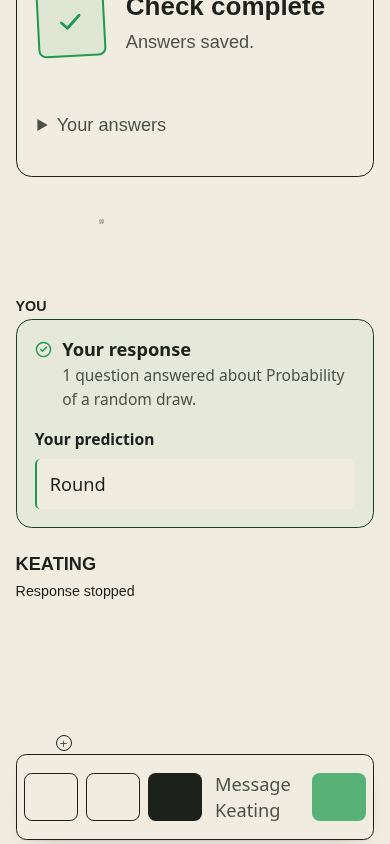 Check complete
Answers saved.
Your answers
YOU
Your response
1 question answered about Probability
of a random draw.
Your prediction
Round
KEATING
Response stopped
Message
Keating